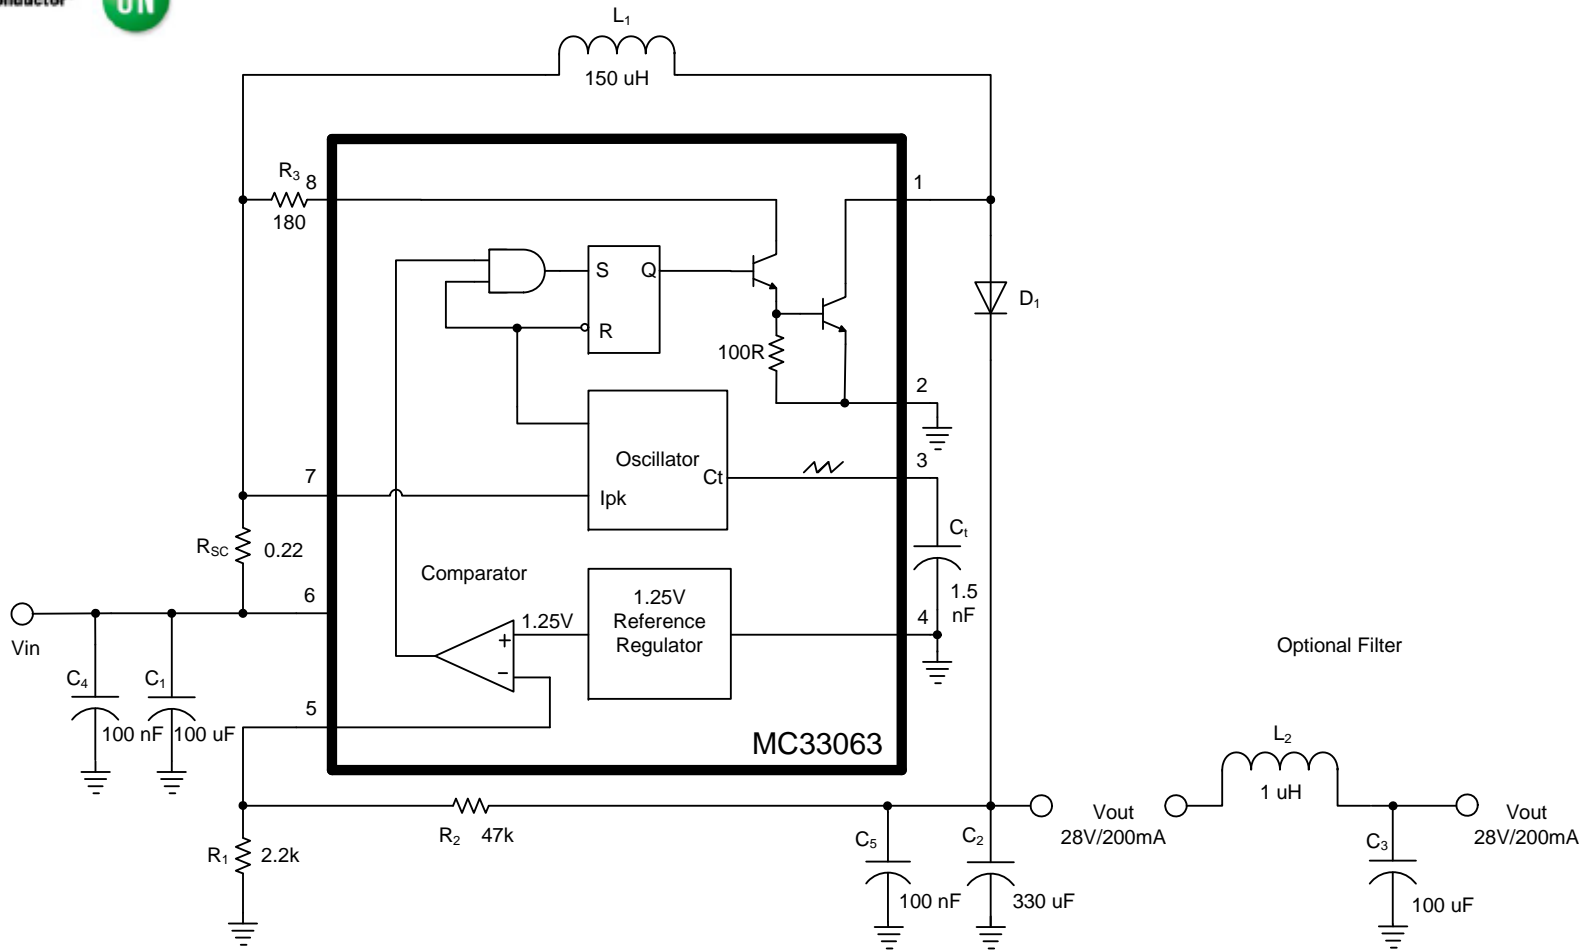 ON
L1
150 uH
R3
8
180
1
S
Q
R
D1
100R
2
Oscillator
Ct
3
7
Ipk
RSC
0.22
Ct
1.5
nF
Comparator
6
1.25V
1.25V
Reference
Regulator
4
+
−
Vin
C4
C1
100 nF
100 uF
5
MC33063
Optional Filter
R2
47k
R1
2.2k
C5
C2
100 nF
330 uF
Vout
28V/200mA
L2
1 uH
C3
100 uF
Vout
28V/200mA